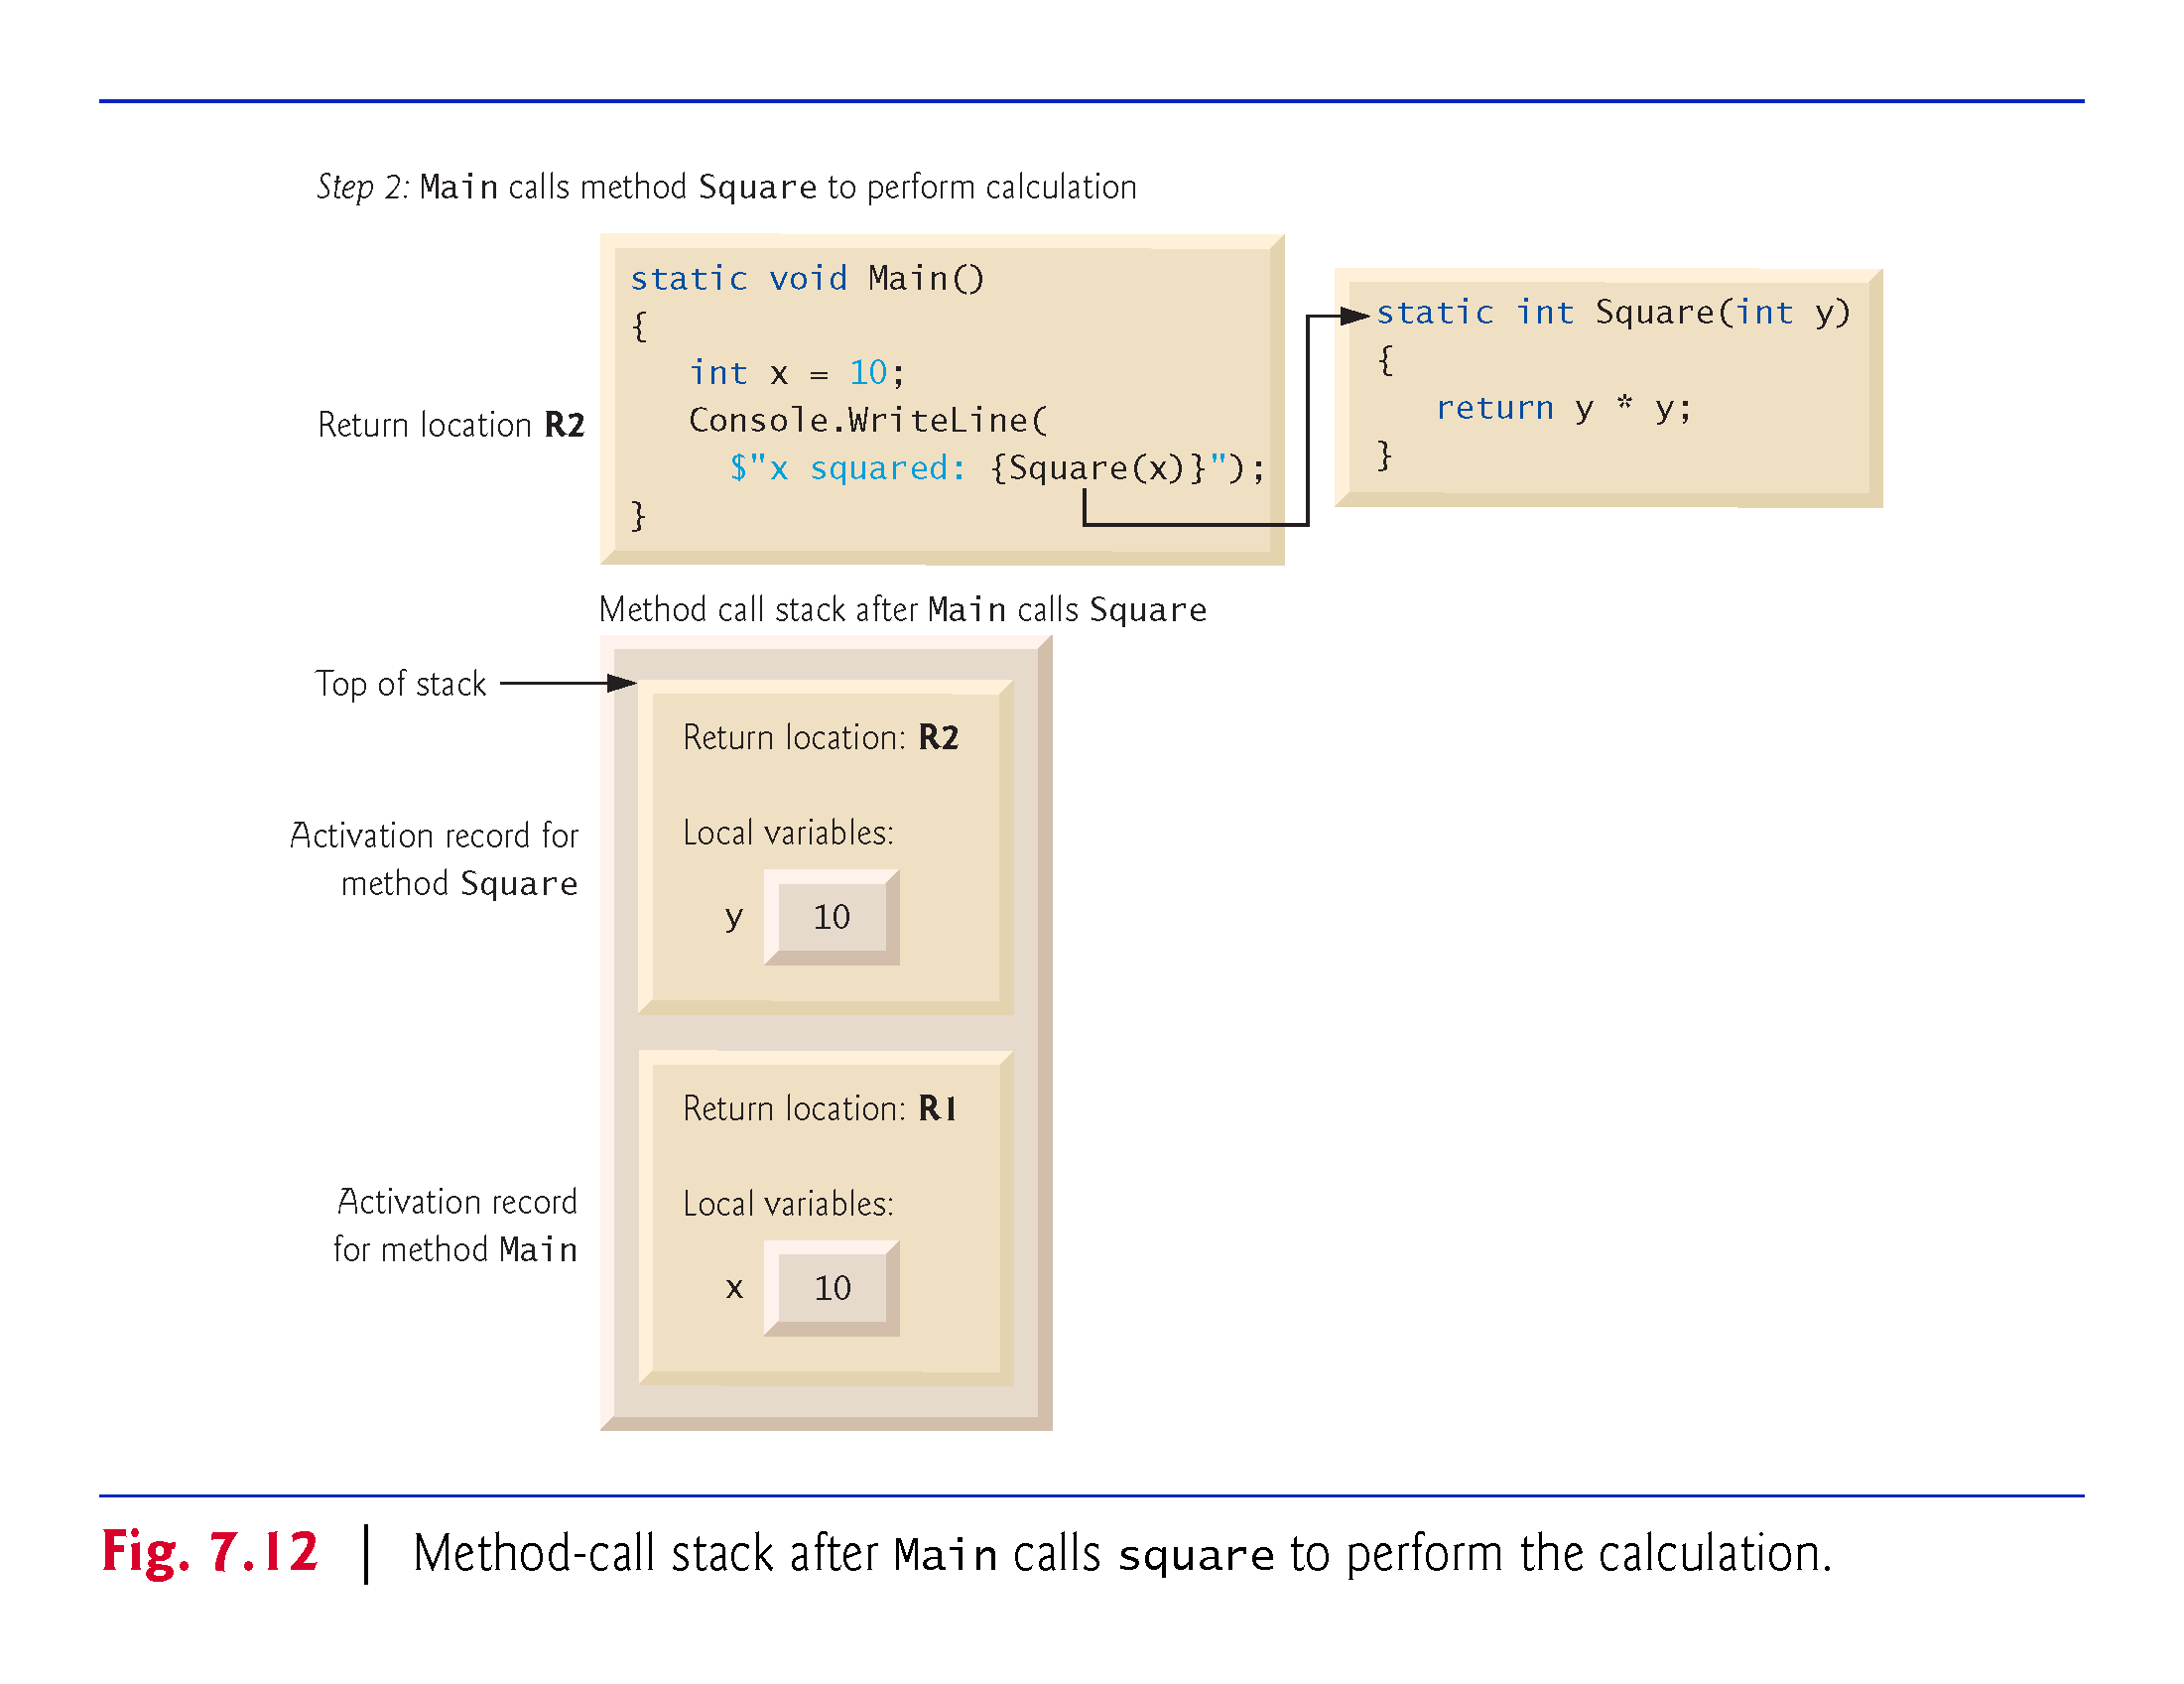 Step 2: Main calls method Square to perform calculation
static void Main()
{
   int x = 10;
Return location R2
   Console.WriteLine(
     $"x squared: {Square(x)}");
}
static int Square(int y)
{
   return y * y;
}
Method call stack after Main calls Square
Top of stack
Return location: R2
Activation record for
method Square
Local variables:
y 10
Return location: R1
Activation record
for method Main
Local variables:
x 10
Fig. 7.12 | Method-call stack after Main calls square to perform the calculation.